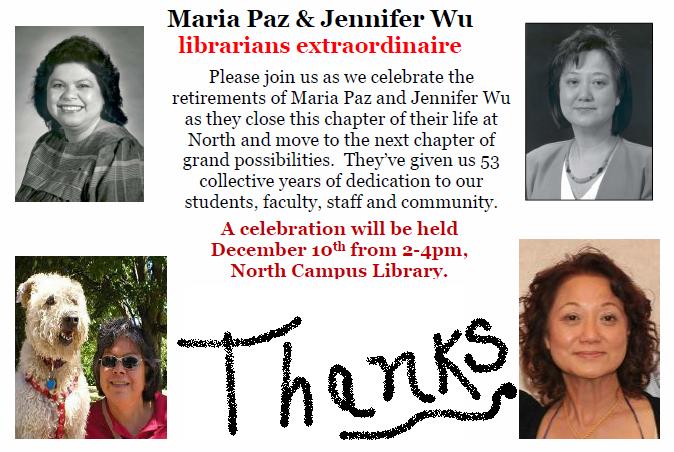 Maria Paz & Jennifer Wu
librarians extraordinaire
Please join us as we celebrate the
retirements of Maria Paz and Jennifer Wu
as they close this chapter of their life at
North and move to the next chapter of
grand possibilities. They've given us 53
collective years of dedication to our
students, faculty, staff and community.
A celebration will be held
December 10th from 2-4pm,
North Campus Library.
Thanks